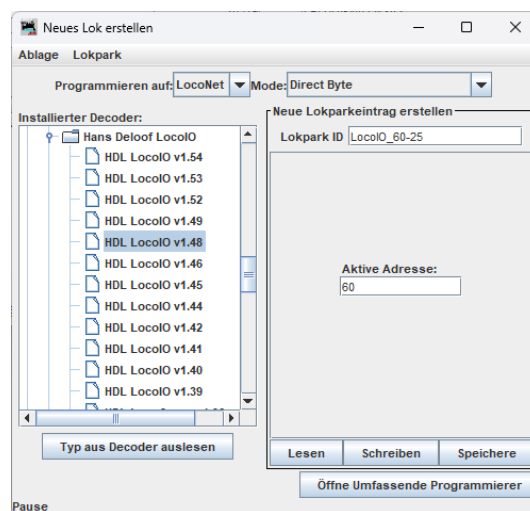 Neues Lok erstellen
Ablage Lokpark
Programmieren auf: LocoNet Mode: Direct Byte
Installierter Decoder:
Hans Deloof LocoIO
HDL LocoIO v1.54
HDL LocoIO v1.53
HDL LocoIO v1.52
HDL LocoIO v1.49
HDL LocoIO v1.48
HDL LocoIO v1.46
HDL LocoIO v1.45
HDL LocoIO v1.44
HDL LocoIO v1.42
HDL LocoIO v1.41
HDL LocoIO v1.40
HDL LocoIO v1.39
Typ aus Decoder auslesen
Neue Lokparkeintrag erstellen
Lokpark ID LocoIO_60-25
Aktive Adresse:
60
Lesen Schreiben Speichere
Öffne Umfassende Programmierer
Pause